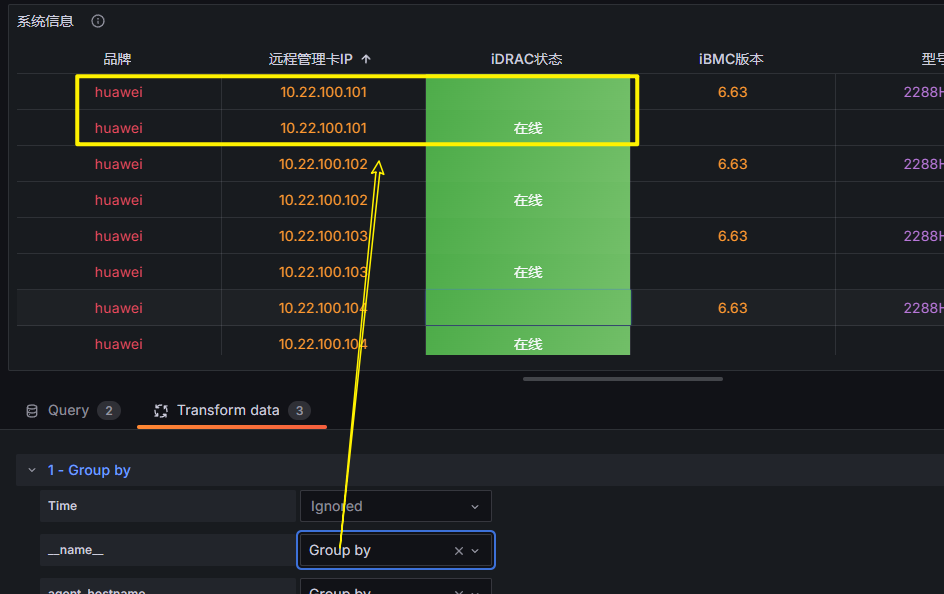 系统信息
品牌 远程管理卡IP ↑ iDRAC状态 iBMC版本 型号
huawei 10.22.100.101 6.63 2288H
huawei 10.22.100.101 在线
huawei 10.22.100.102 6.63 2288H
huawei 10.22.100.102 在线
huawei 10.22.100.103 6.63 2288H
huawei 10.22.100.103 在线
huawei 10.22.100.104 6.63 2288H
huawei 10.22.100.104 在线
Query 2 Transform data 3
1 - Group by
Time Ignored
__name__ Group by
agent_hostname Group by